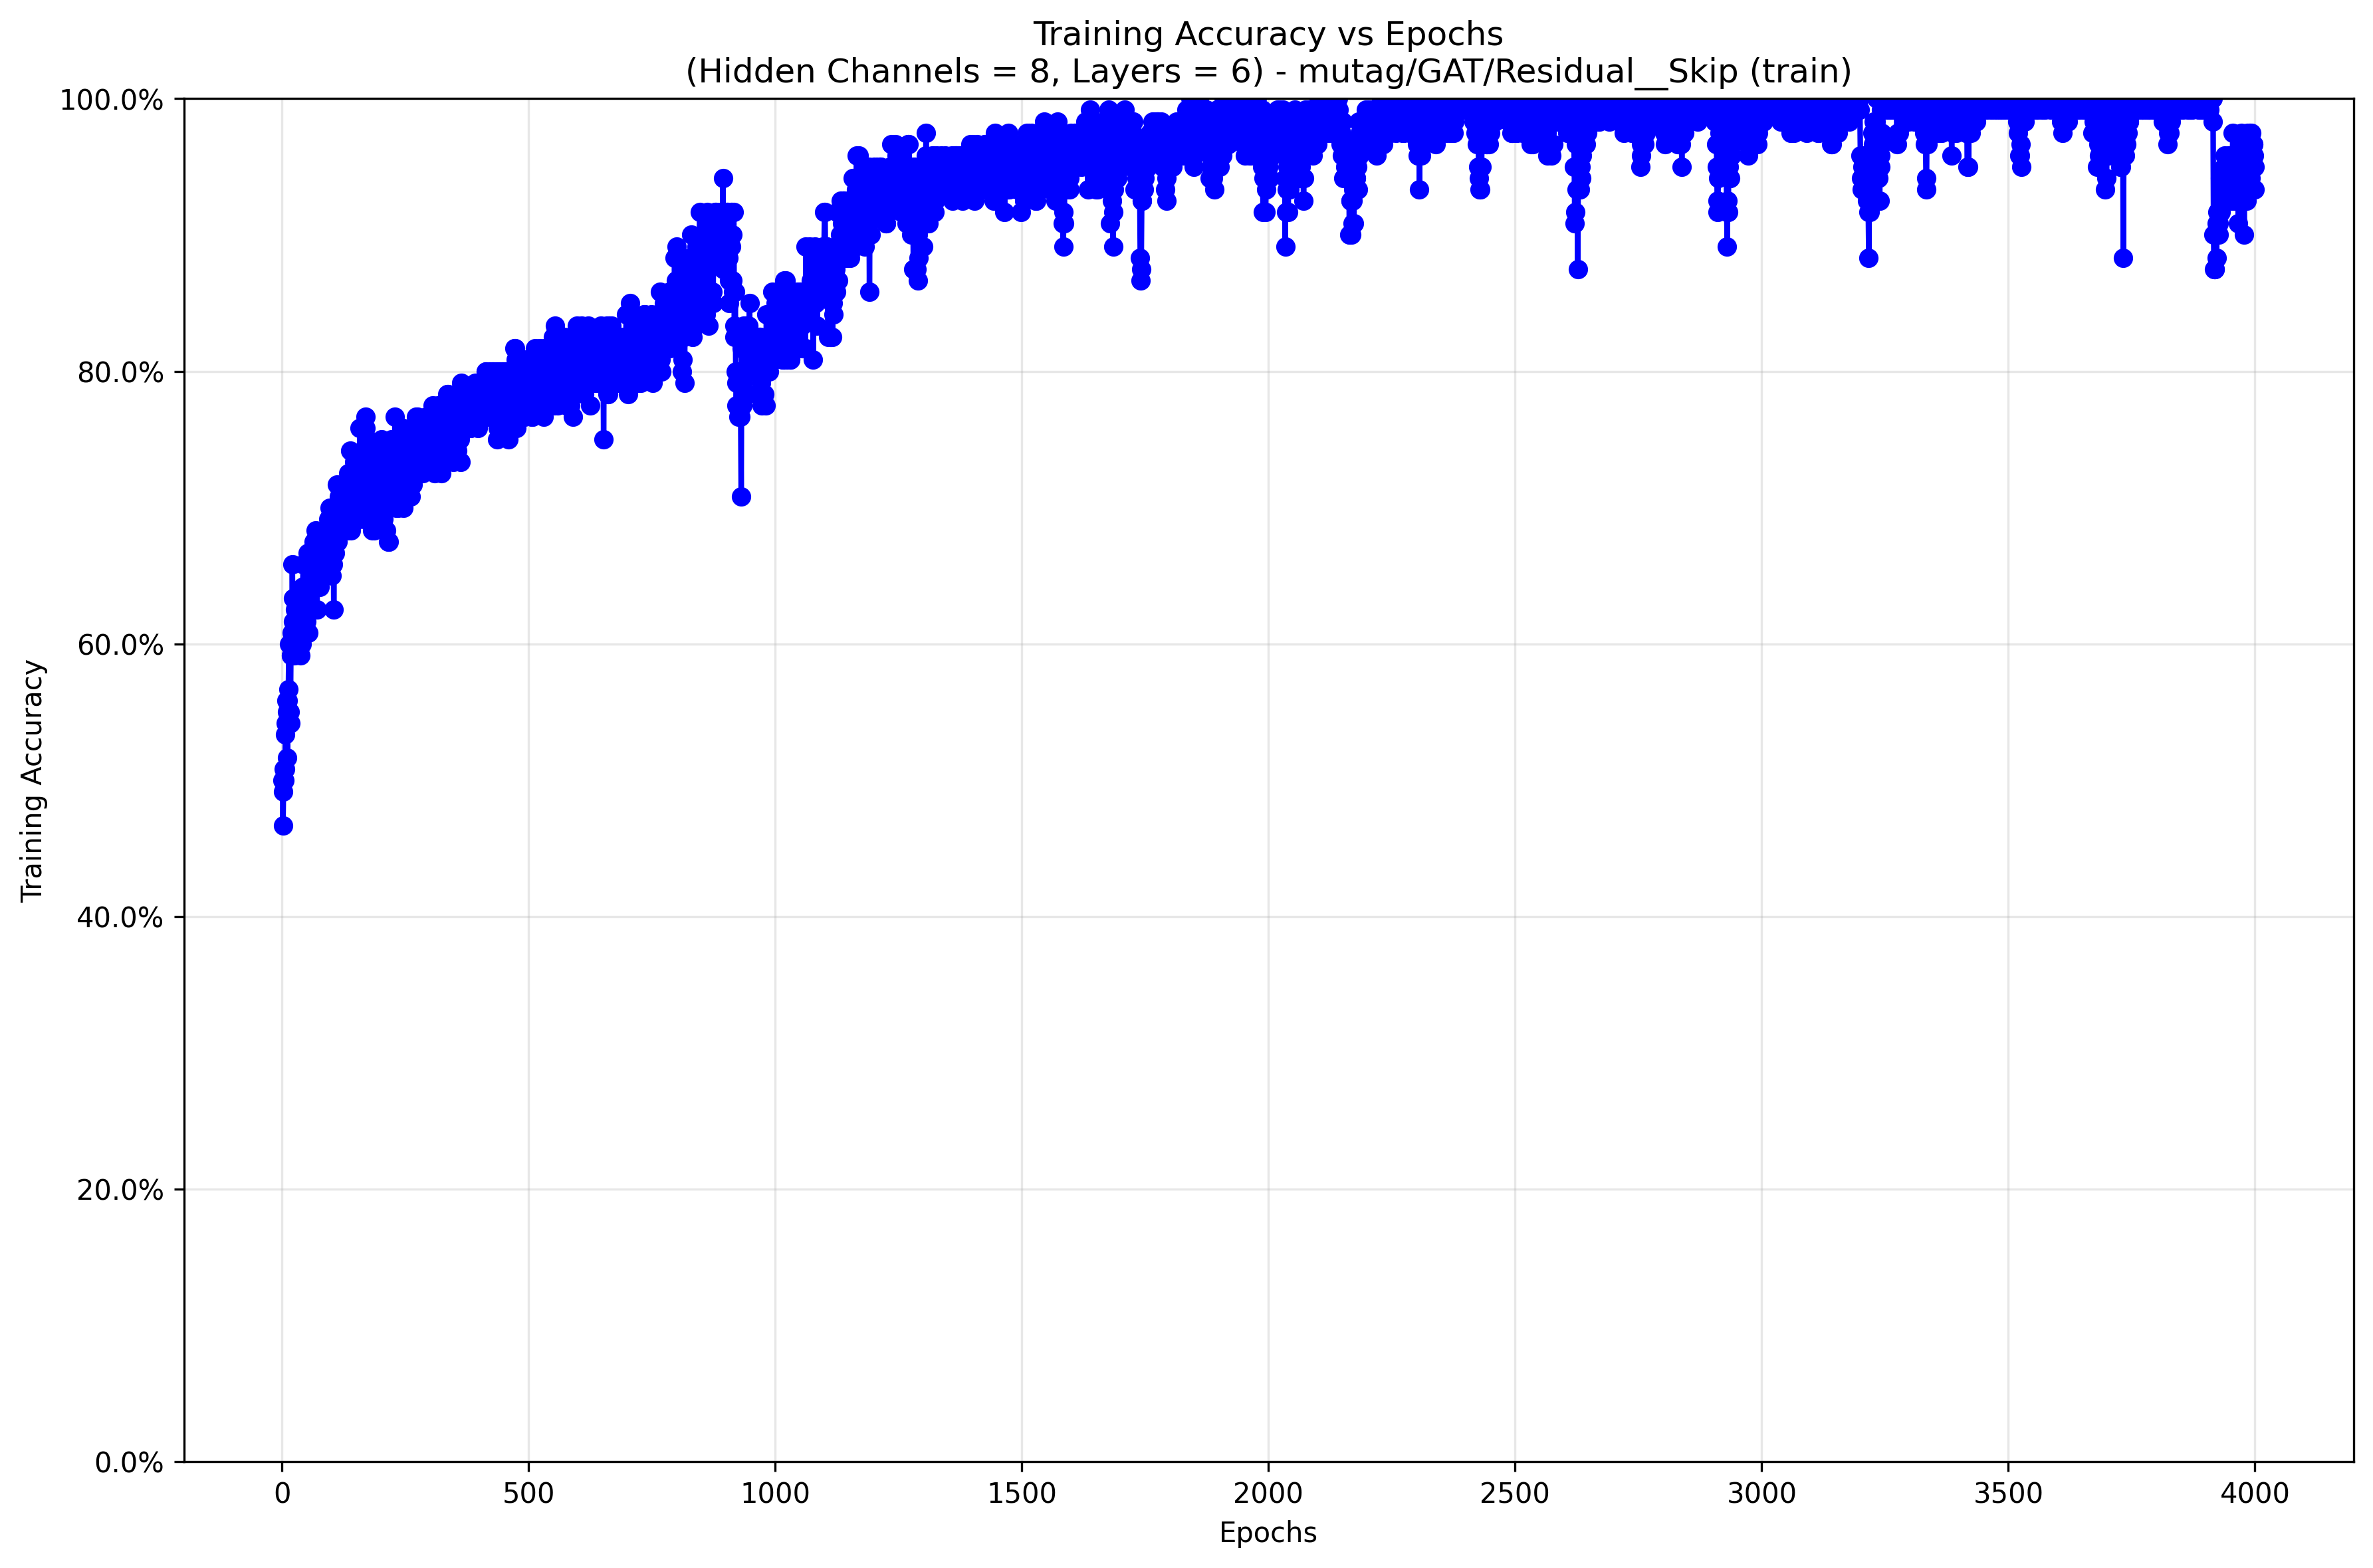 Training Accuracy vs Epochs
(Hidden Channels = 8, Layers = 6) - mutag/GAT/Residual__Skip (train)
100.0%
80.0%
60.0%
40.0%
20.0%
0.0%
Training Accuracy
0 500 1000 1500 2000 2500 3000 3500 4000
Epochs